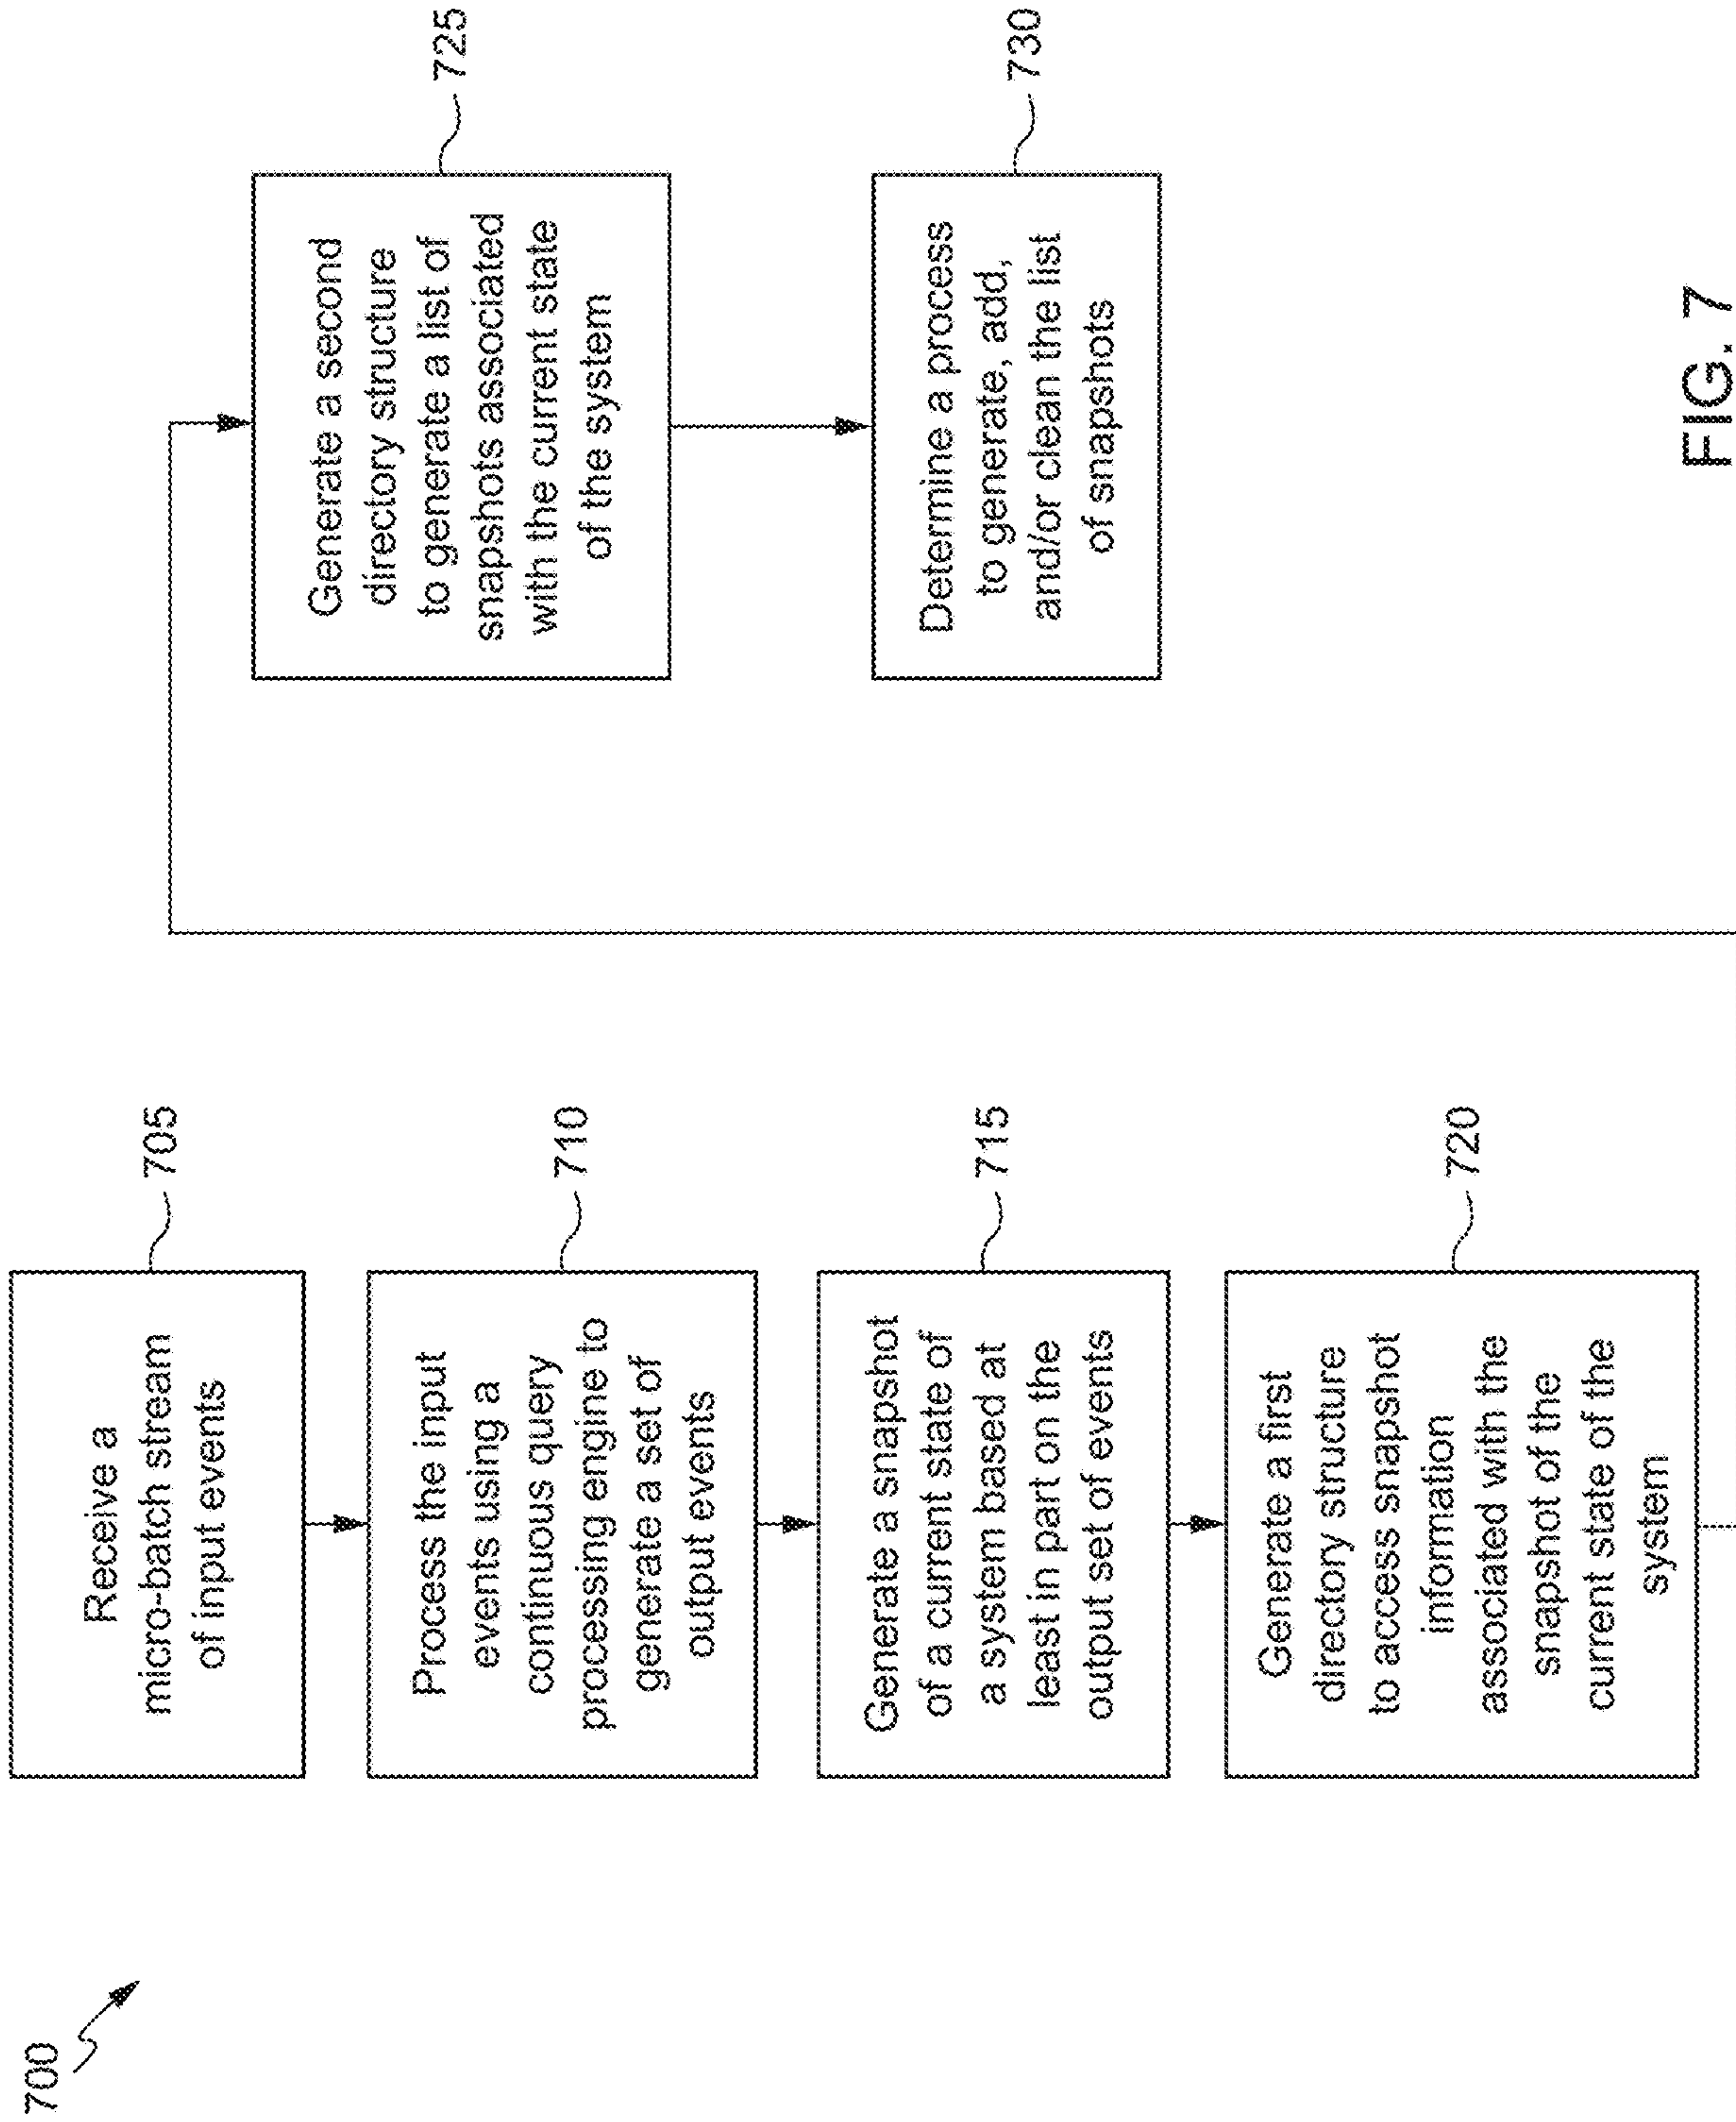 700
Receive a
micro-batch stream
of input events
705
Process the input
events using a
continuous query
processing engine to
generate a set of
output events
710
Generate a snapshot
of a current state of
a system based at
least in part on the
output set of events
715
Generate a first
directory structure
to access snapshot
information
associated with the
snapshot of the
current state of the
system
720
Generate a second
directory structure
to generate a list of
snapshots associated
with the current state
of the system
725
Determine a process
to generate, add,
and/or clean the list
of snapshots
730
FIG. 7